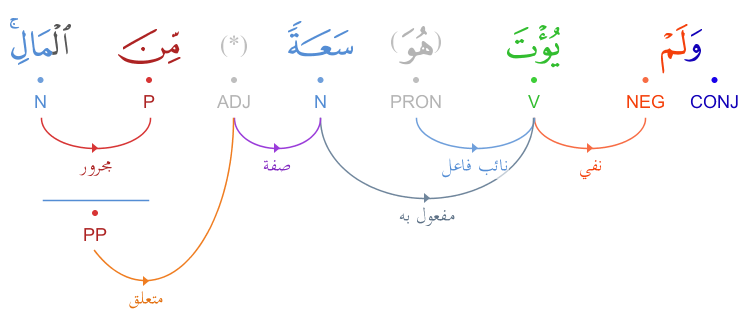 وَلَمْ يُؤْتَ (هُوَ) سَعَةً (*) مِّنَ ٱلْمَالِ ۚ
CONJ NEG V PRON N ADJ P N
نفي نائب فاعل صفة مجرور
مفعول به
PP
متعلق